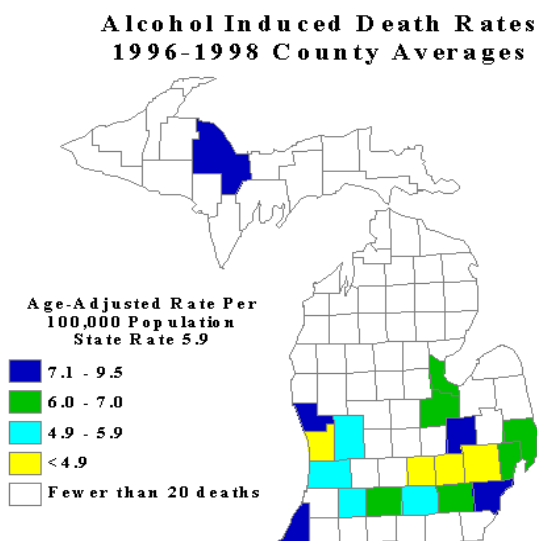 Alcohol Induced Death Rates
1996-1998 County Averages
Age-Adjusted Rate Per
100,000 Population
State Rate 5.9
7.1 - 9.5
6.0 - 7.0
4.9 - 5.9
<4.9
Fewer than 20 deaths